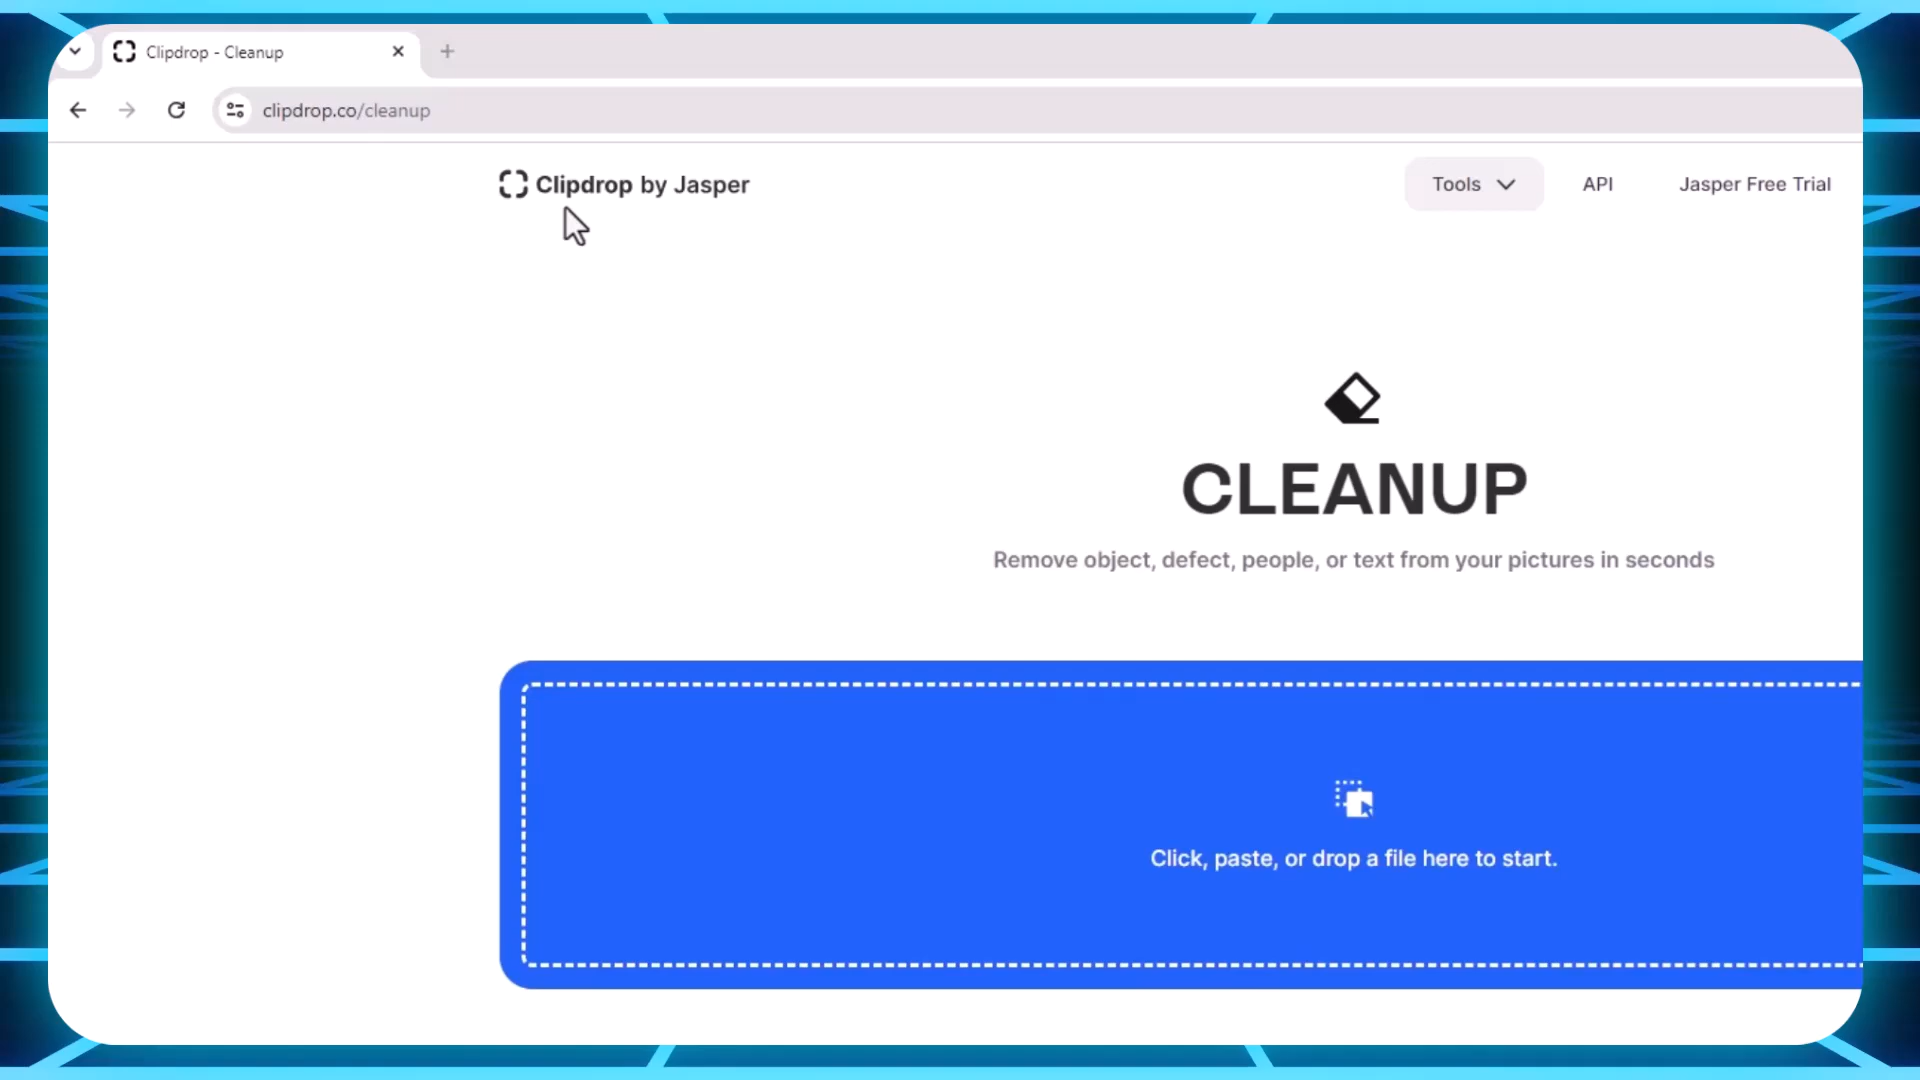 Clipdrop - Cleanup
clipdrop.co/cleanup
Clipdrop by Jasper
Tools
API
Jasper Free Trial
CLEANUP
Remove object, defect, people, or text from your pictures in seconds
Click, paste, or drop a file here to start.